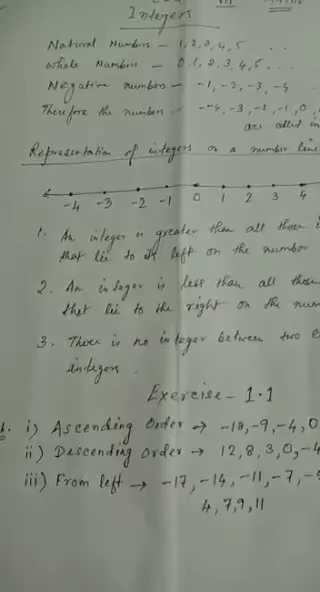 Integers
Natural Numbers – 1, 2, 3, 4, 5 . . .
Whole Numbers – 0, 1, 2, 3, 4, 5 . . .
Negative numbers – -1, -2, -3, -4
Therefore the numbers - -4, -3, -2, -1, 0,
are called in
Representation of integers on a number line
-4 -3 -2 -1 0 1 2 3 4
1. An integer is greater than all those i
that lie to its left on the number
2. An integer is less than all those
that lie to the right on the num
3. There is no integer between two
integers.
Exercise – 1.1
1. i) Ascending Order → -18, -9, -4, 0
ii) Descending order → 12, 8, 3, 0, -4
iii) From left → -17, -14, -11, -7, -5
4, 7, 9, 11